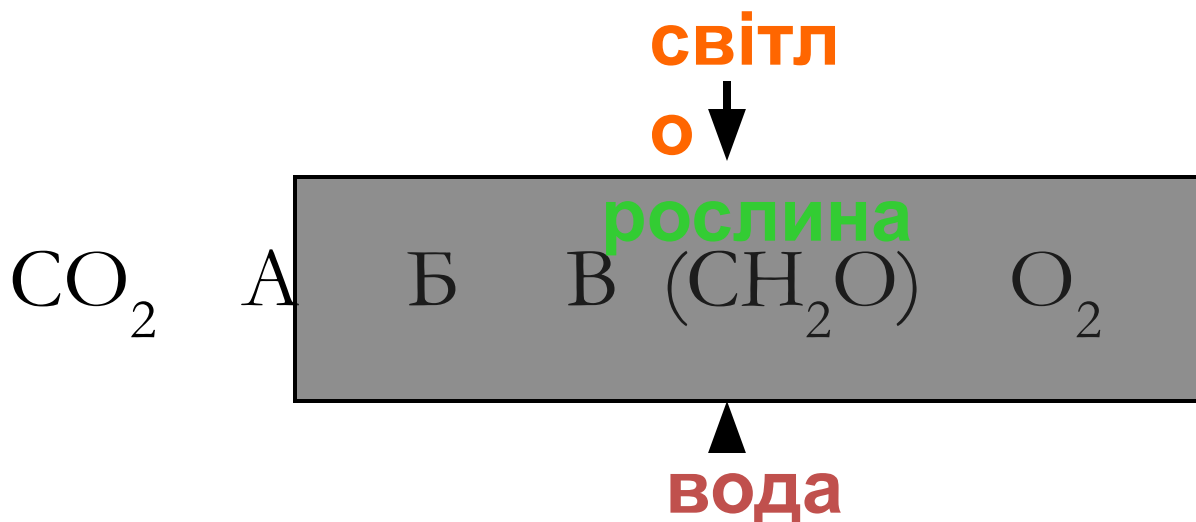 світл
о
рослина
CO₂ А Б В (CH₂O) O₂
вода